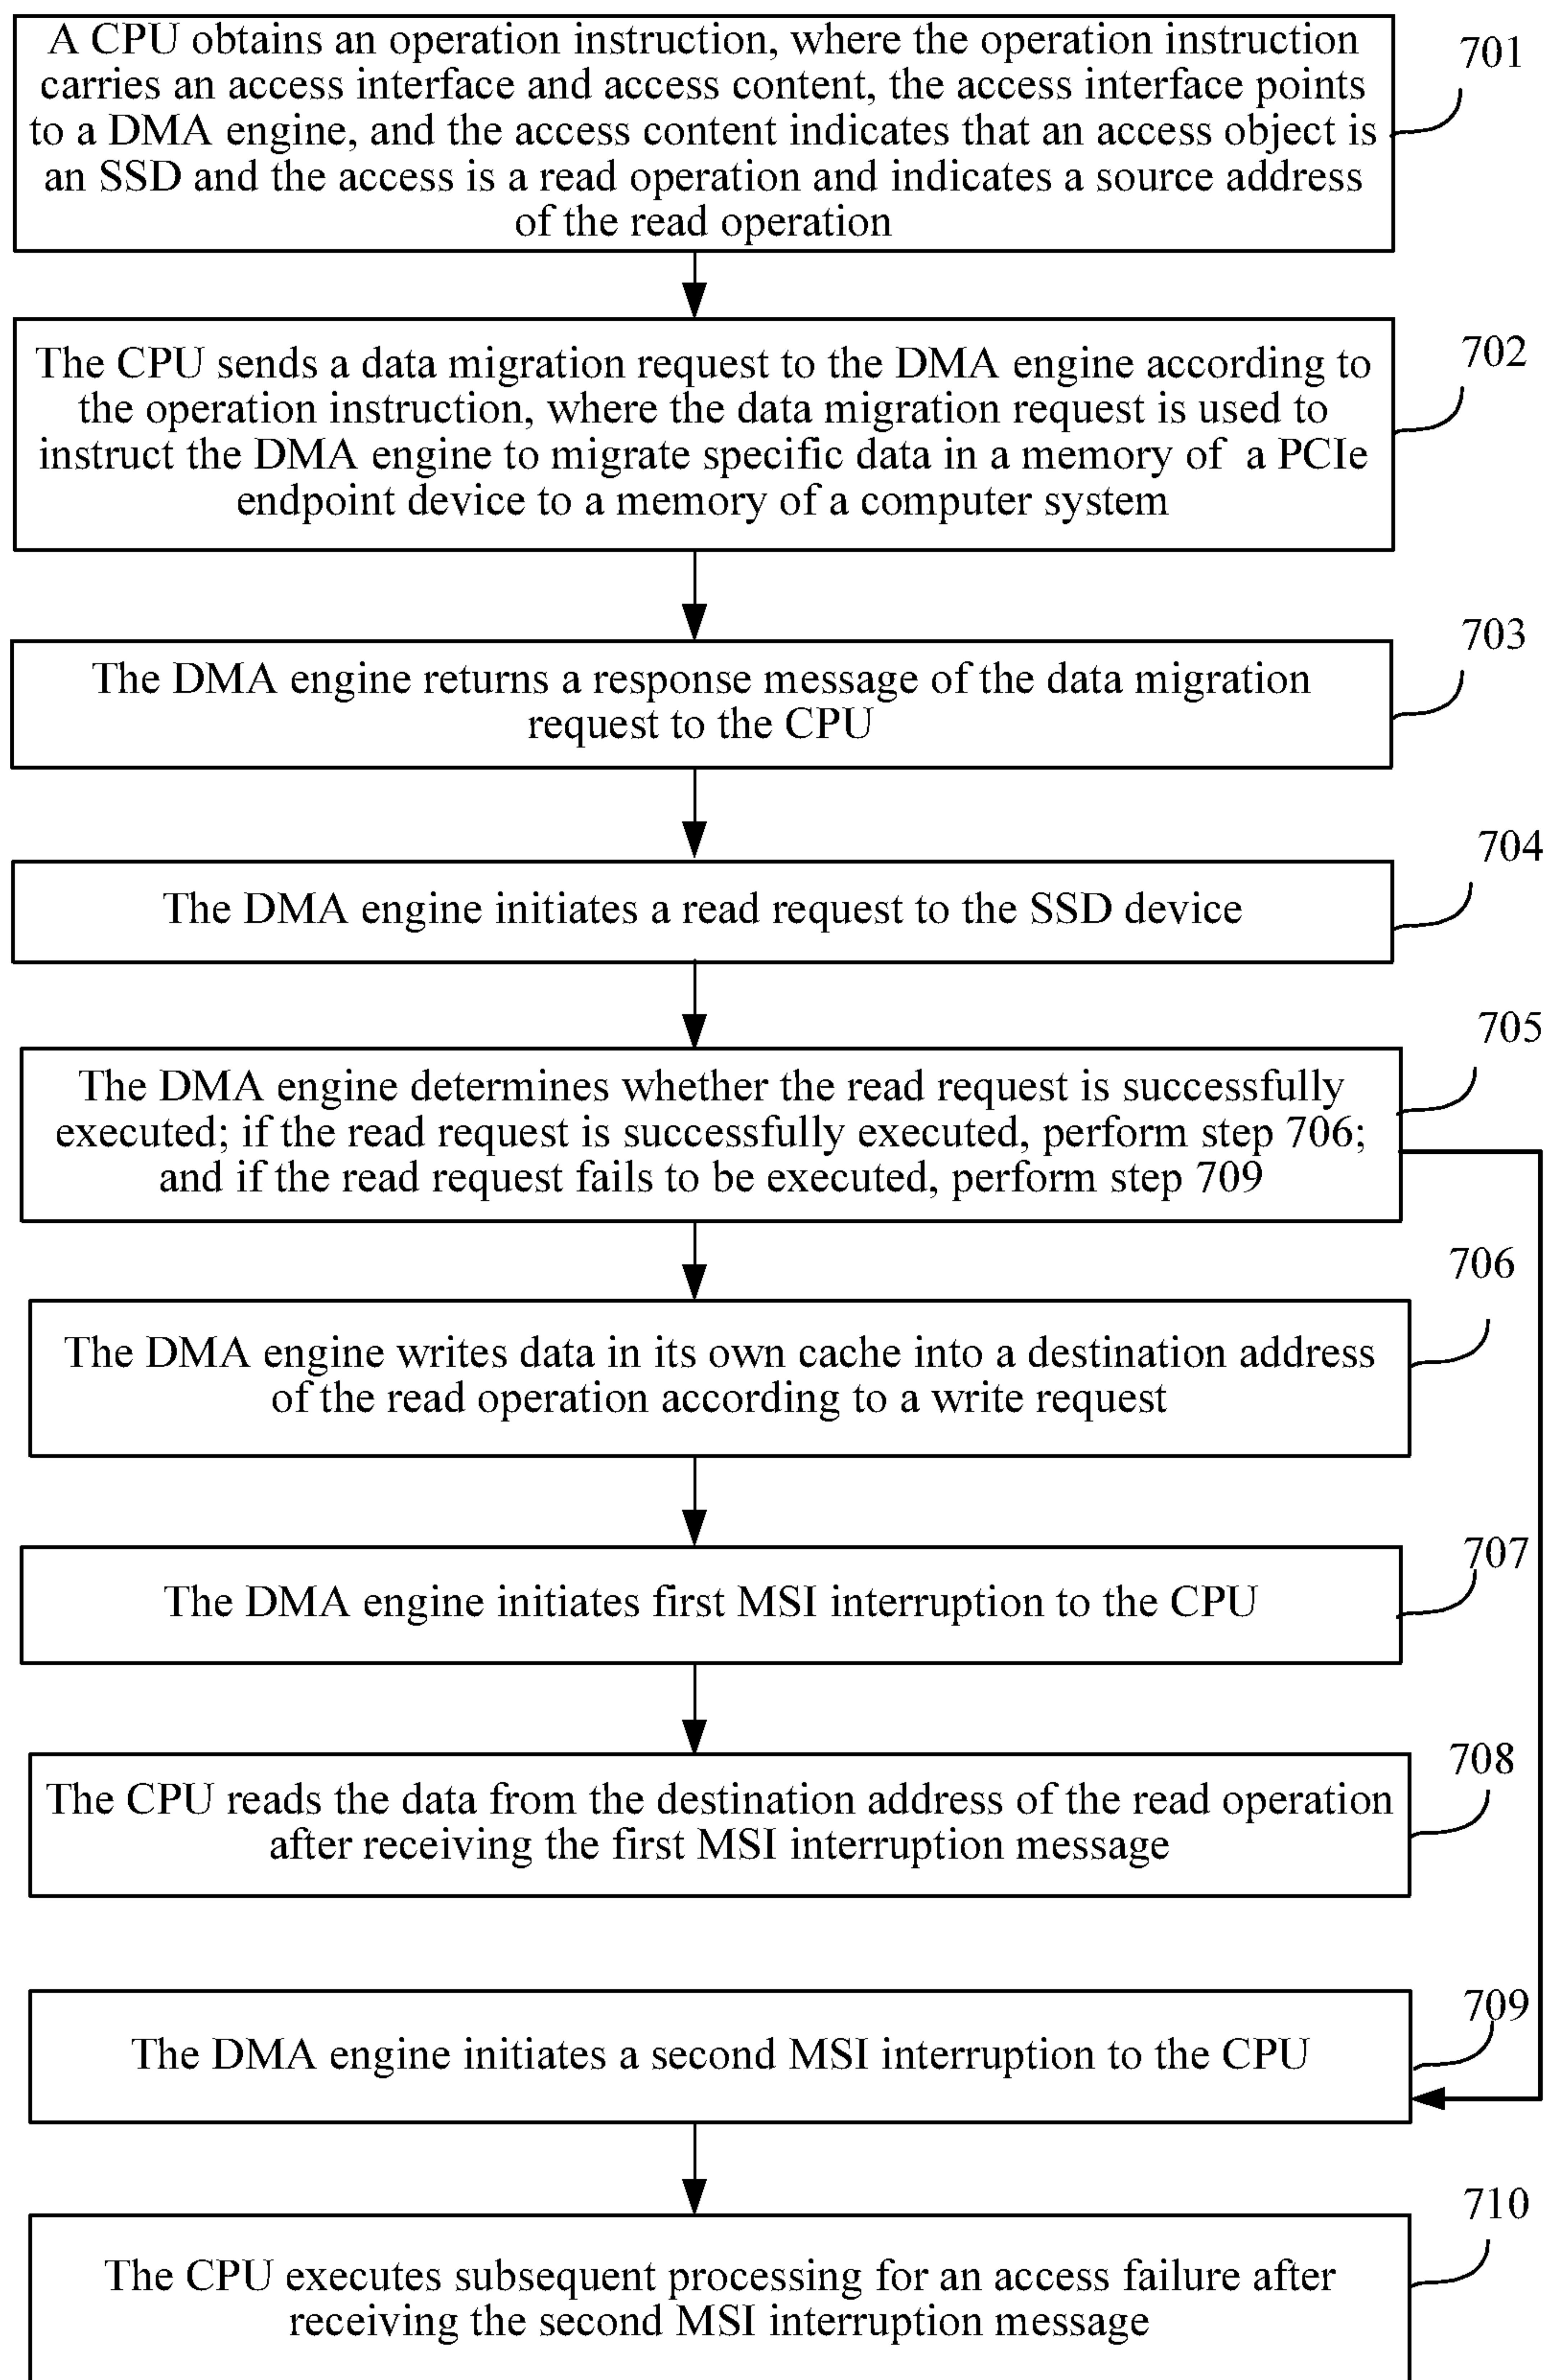 A CPU obtains an operation instruction, where the operation instruction
carries an access interface and access content, the access interface points
to a DMA engine, and the access content indicates that an access object is
an SSD and the access is a read operation and indicates a source address
of the read operation
701
The CPU sends a data migration request to the DMA engine according to
the operation instruction, where the data migration request is used to
instruct the DMA engine to migrate specific data in a memory of a PCIe
endpoint device to a memory of a computer system
702
The DMA engine returns a response message of the data migration
request to the CPU
703
The DMA engine initiates a read request to the SSD device
704
The DMA engine determines whether the read request is successfully
executed; if the read request is successfully executed, perform step 706;
and if the read request fails to be executed, perform step 709
705
The DMA engine writes data in its own cache into a destination address
of the read operation according to a write request
706
The DMA engine initiates first MSI interruption to the CPU
707
The CPU reads the data from the destination address of the read operation
after receiving the first MSI interruption message
708
The DMA engine initiates a second MSI interruption to the CPU
709
The CPU executes subsequent processing for an access failure after
receiving the second MSI interruption message
710